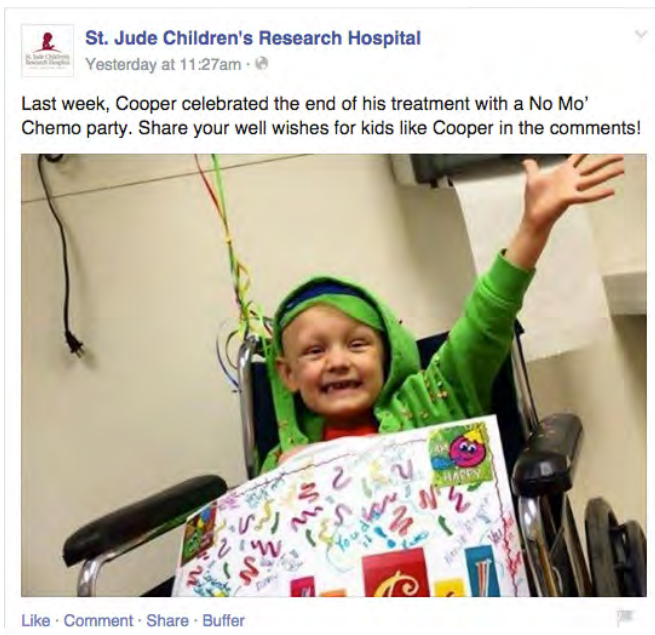 St. Jude Children's Research Hospital
Yesterday at 11:27am ·
Last week, Cooper celebrated the end of his treatment with a No Mo'
Chemo party. Share your well wishes for kids like Cooper in the comments!
HAPPY
Like · Comment · Share · Buffer